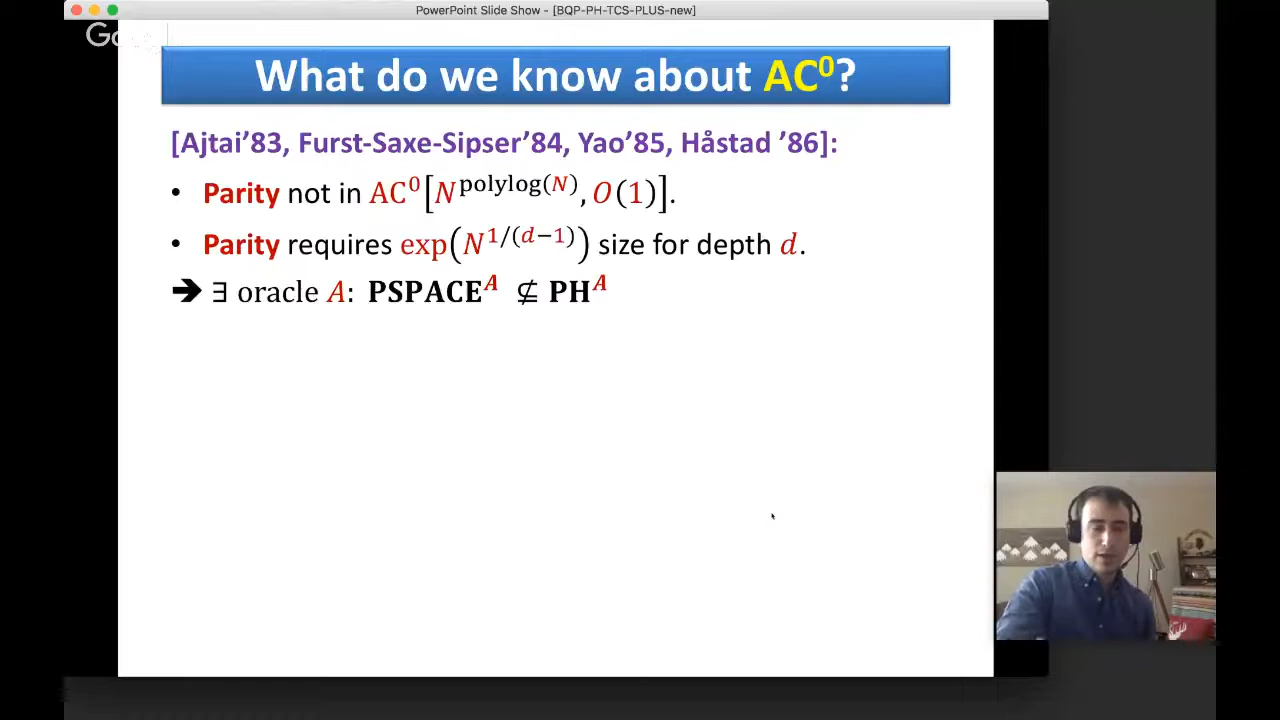 PowerPoint Slide Show - [BQP-PH-TCS-PLUS-new]
What do we know about AC⁰?
[Ajtai’83, Furst-Saxe-Sipser’84, Yao’85, Håstad ’86]:
• Parity not in AC⁰[N^polylog(N), O(1)].
• Parity requires exp(N^1/(d−1)) size for depth d.
➔ ∃ oracle A: PSPACE^A ⊈ PH^A